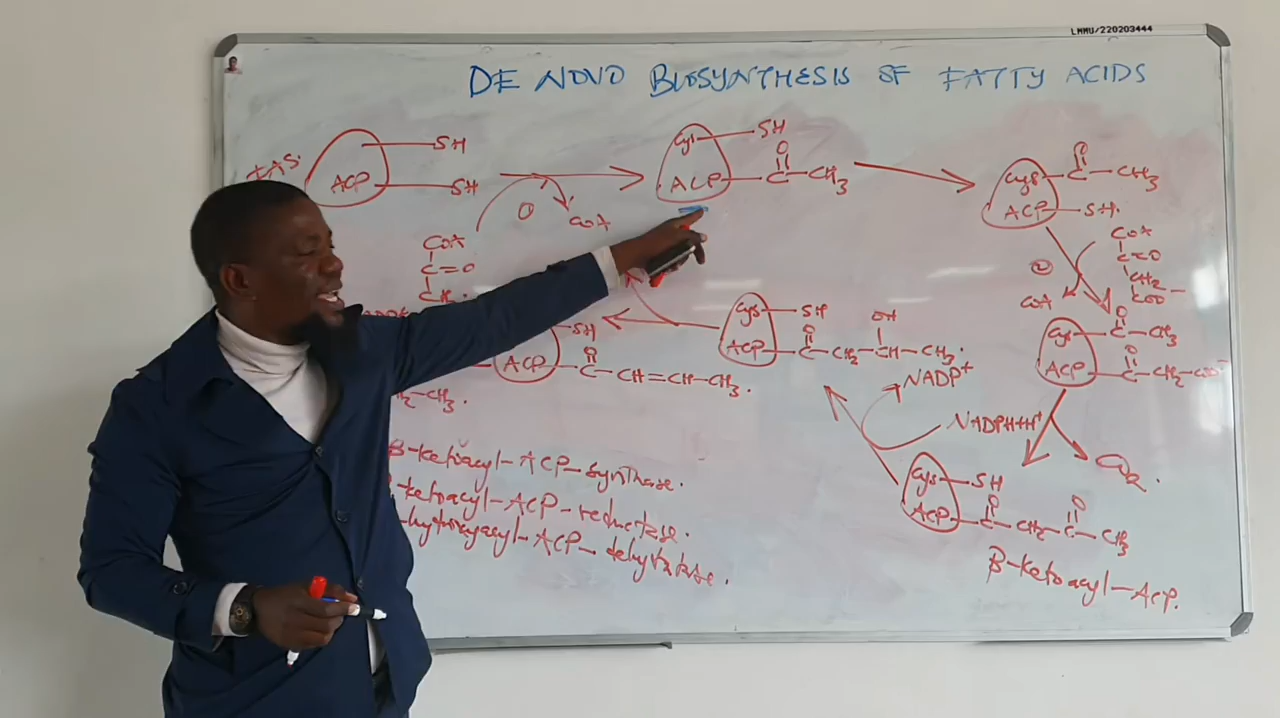 LMMU/220203444
DE NOVO BIOSYNTHESIS OF FATTY ACIDS
FAS.
ACP
SH
SH
CoA
C=O
①
CoA
Cys SH
O
ACP C-CH3
O
Cys C-CH3
ACP SH.
②
CoA
CoA
C=O
CH2
COO-
O
Cys C-CH3
O
ACP C-CH2-COO-
CO2.
Cys SH
O O
ACP C-CH2-C-CH3
β-ketoacyl-ACP.
NADPH+H+
NADP+
Cys SH
O OH
ACP C-CH2-CH-CH3.
SH
O
ACP C-CH=CH-CH3.
-CH3.
β-ketoacyl-ACP-synthase.
-ketoacyl-ACP-reductase.
-hydroxyacyl-ACP-dehydratase.